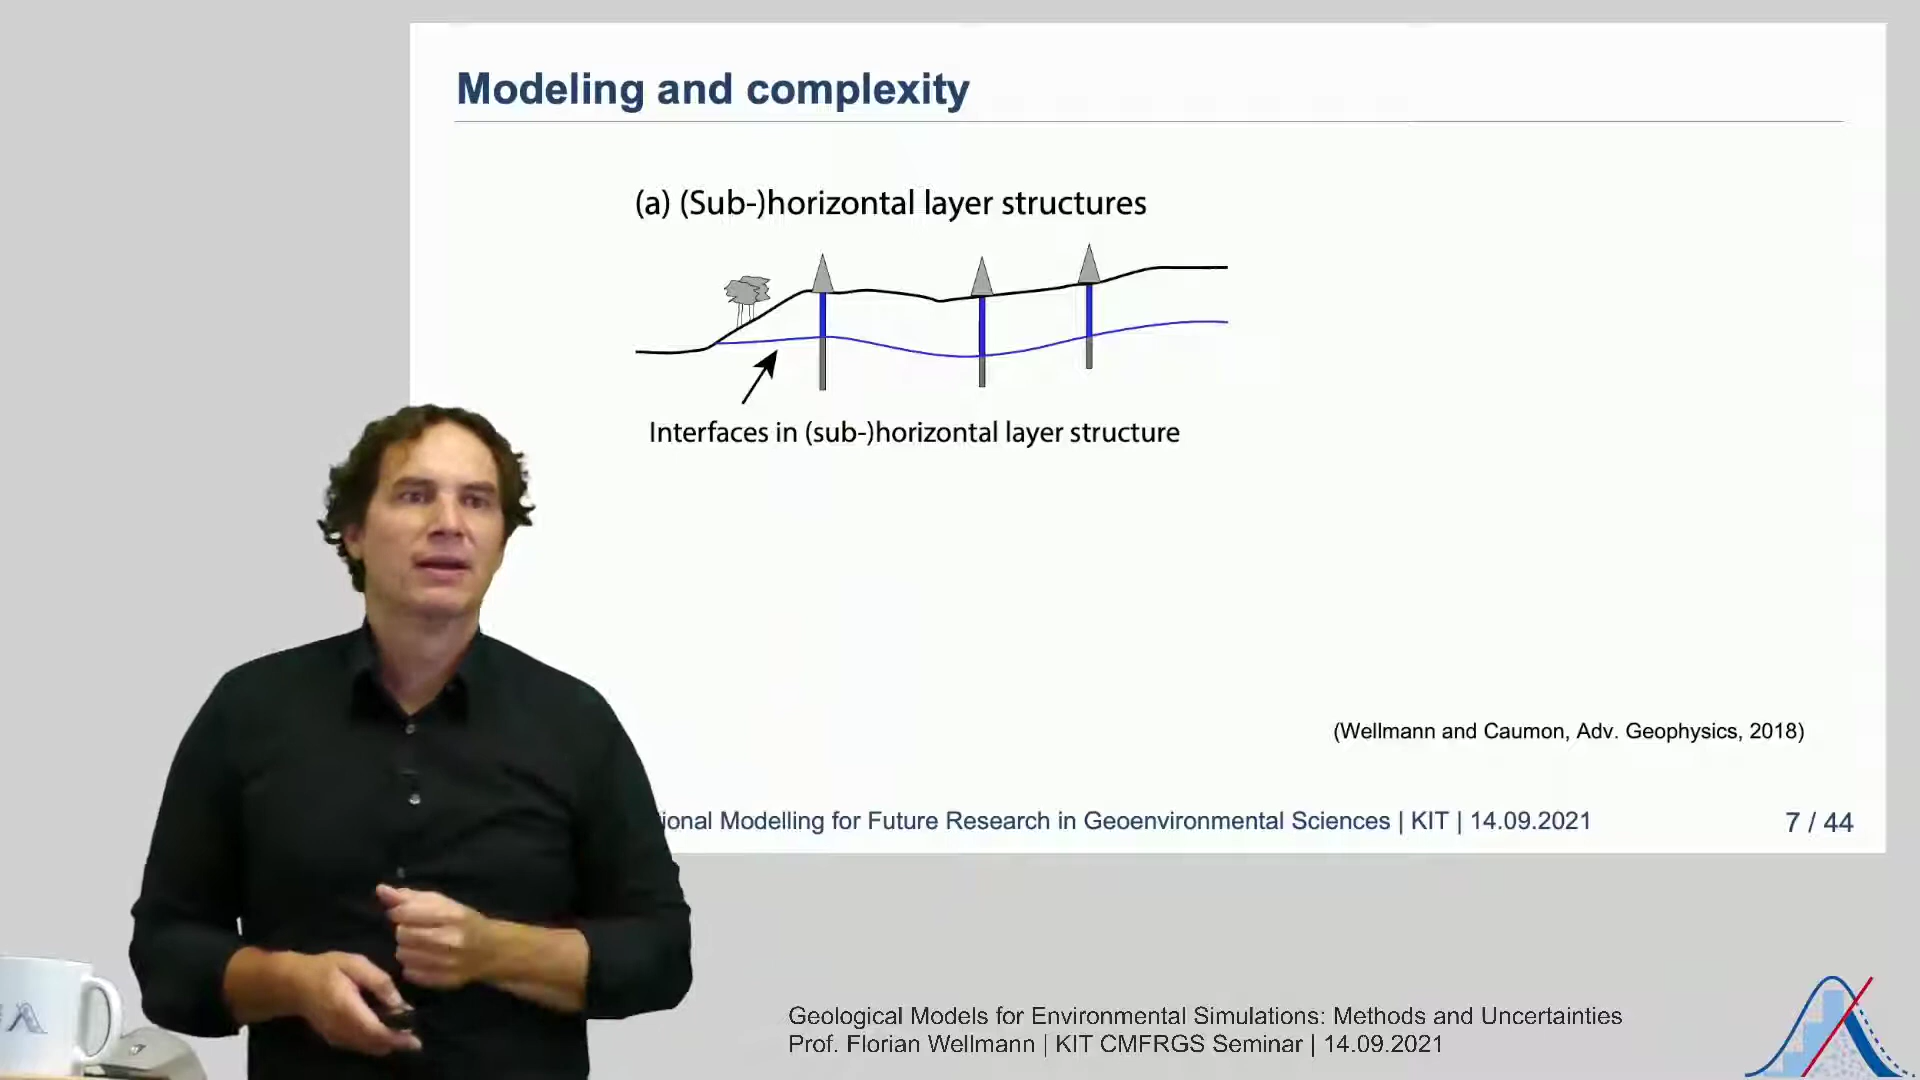 Modeling and complexity
(a) (Sub-)horizontal layer structures
Interfaces in (sub-)horizontal layer structure
(Wellmann and Caumon, Adv. Geophysics, 2018)
Modelling for Future Research in Geoenvironmental Sciences | KIT | 14.09.2021
7 / 44
Geological Models for Environmental Simulations: Methods and Uncertainties
Prof. Florian Wellmann | KIT CMFRGS Seminar | 14.09.2021